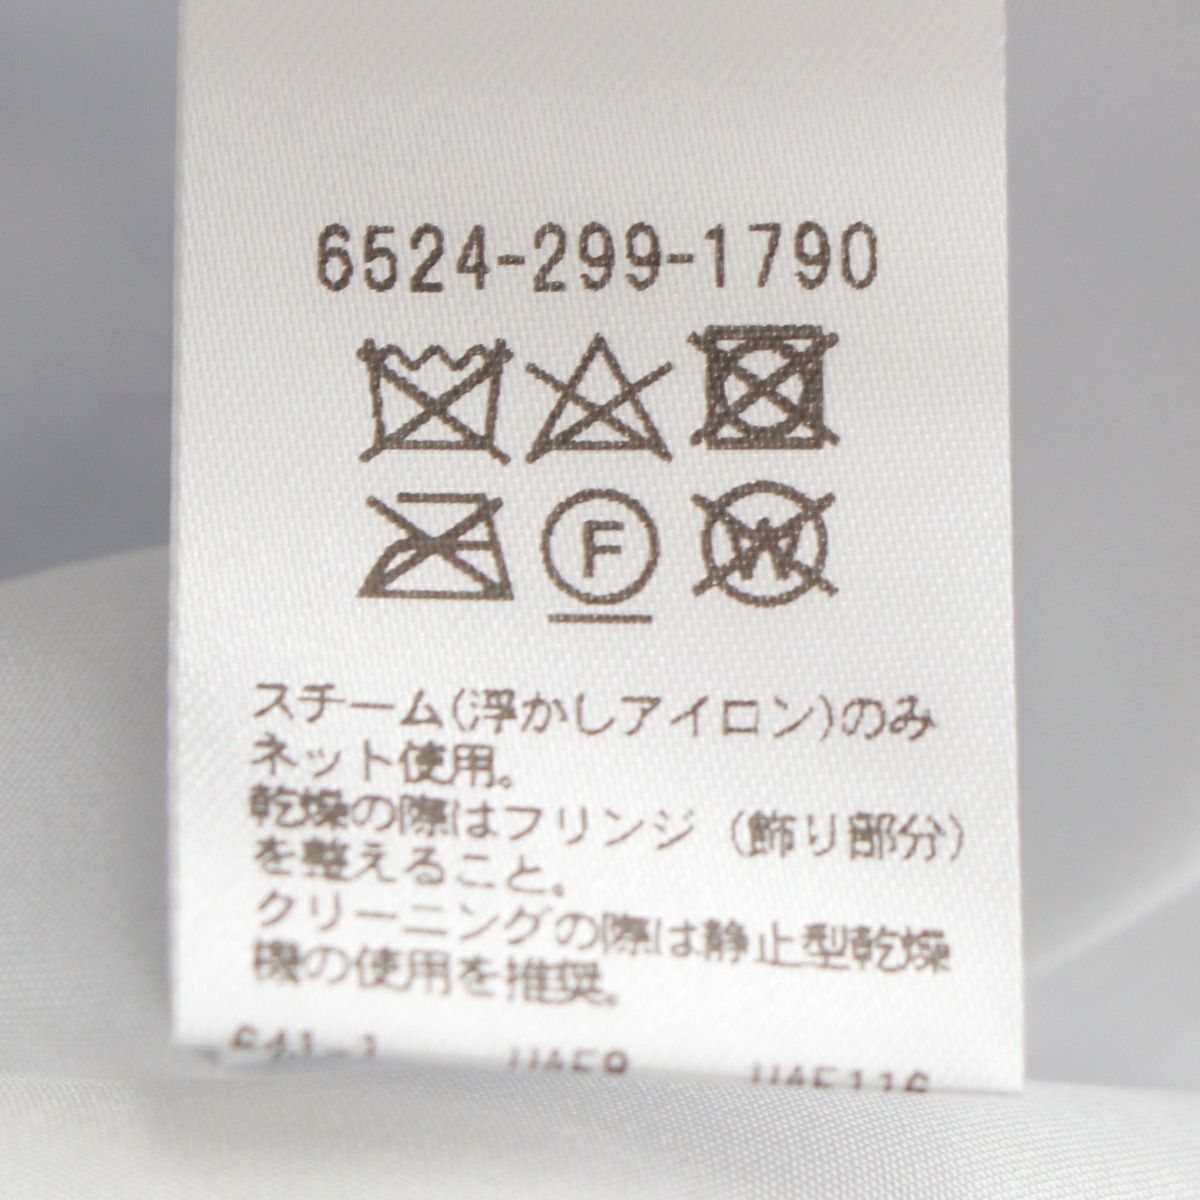 6524-299-1790
F
W
スチーム(浮かしアイロン)のみ
ネット使用。
乾燥の際はフリンジ(飾り部分)
を整えること。
クリーニングの際は静止型乾燥
機の使用を推奨。
641-1 U4E116